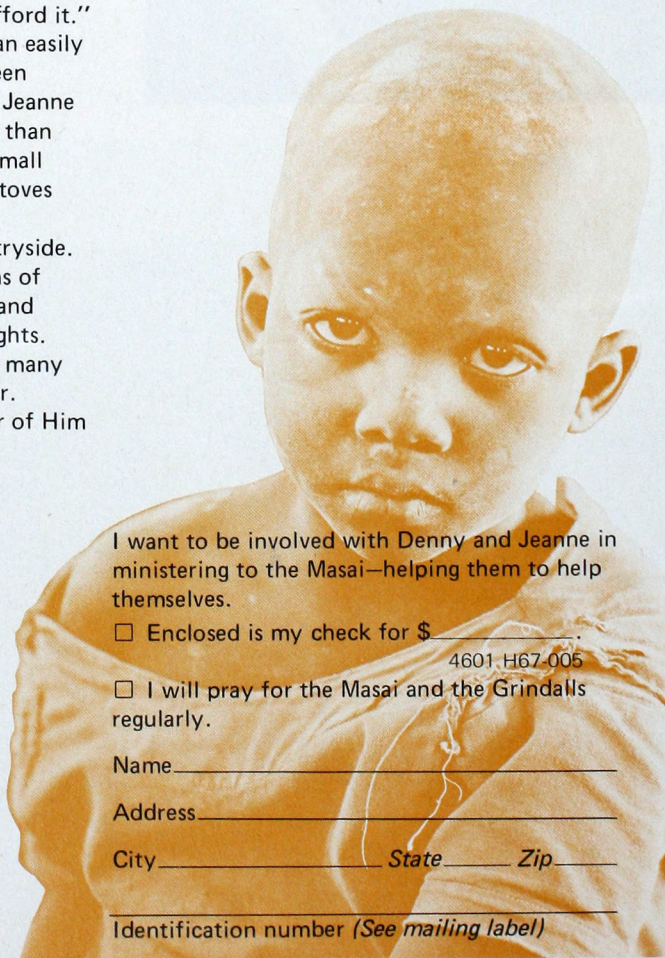 fford it.”
an easily
een
Jeanne
than
mall
toves
tryside.
as of
and
ghts.
many
r.
r of Him
I want to be involved with Denny and Jeanne in
ministering to the Masai—helping them to help
themselves.
☐ Enclosed is my check for $____________.
4601 H67-005
☐ I will pray for the Masai and the Grindalls
regularly.
Name
Address
City State Zip
Identification number (See mailing label)